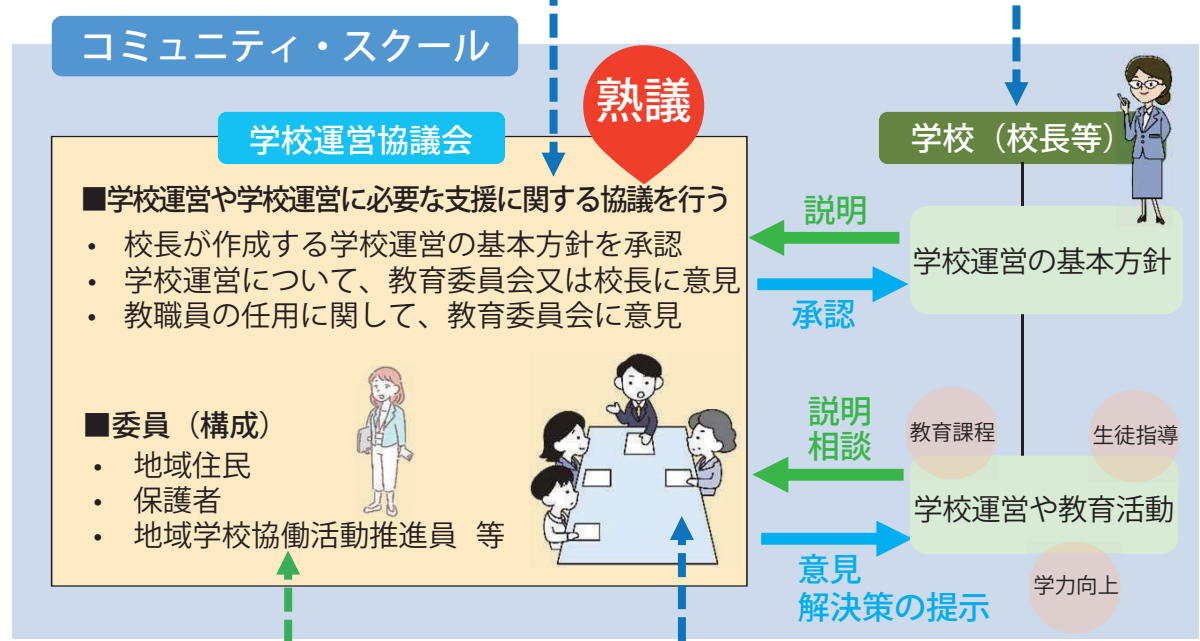 コミュニティ・スクール
熟議
学校運営協議会
■学校運営や学校運営に必要な支援に関する協議を行う
・ 校長が作成する学校運営の基本方針を承認
・ 学校運営について、教育委員会又は校長に意見
・ 教職員の任用に関して、教育委員会に意見
■委員（構成）
・ 地域住民
・ 保護者
・ 地域学校協働活動推進員 等
学校（校長等）
説明
承認
学校運営の基本方針
説明
相談
意見
解決策の提示
教育課程
生徒指導
学校運営や教育活動
学力向上